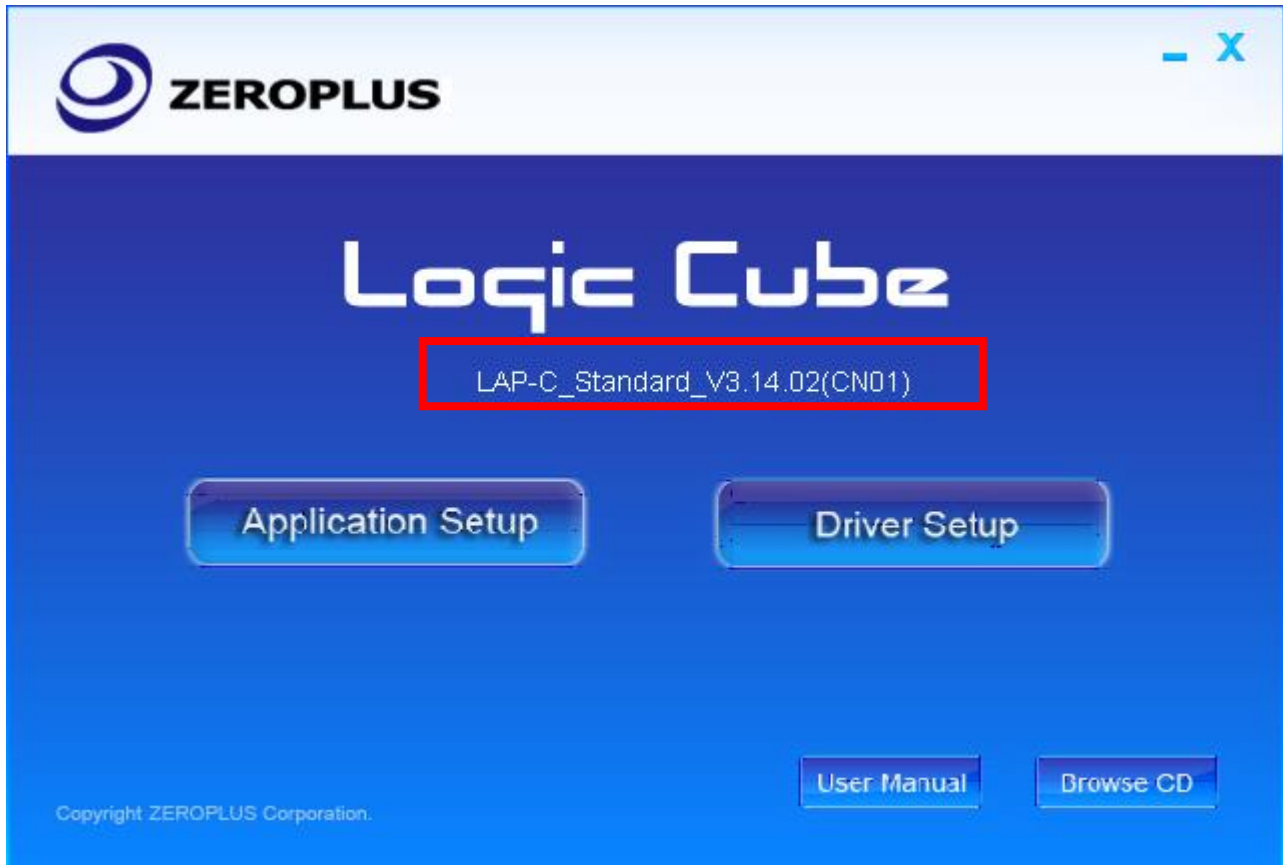 ZEROPLUS
Logic Cube
LAP-C_Standard_V3.14.02(CN01)
Application Setup
Driver Setup
User Manual
Browse CD
Copyright ZEROPLUS Corporation.